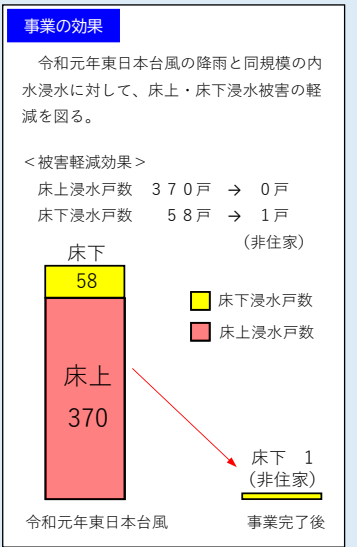 事業の効果
　令和元年東日本台風の降雨と同規模の内
水浸水に対して、床上・床下浸水被害の軽
減を図る。
＜被害軽減効果＞
床上浸水戸数　３７０戸　→　０戸
床下浸水戸数　　５８戸　→　１戸
（非住家）
床下
58
床下浸水戸数
床上浸水戸数
床上
370
床下　1
（非住家）
令和元年東日本台風
事業完了後